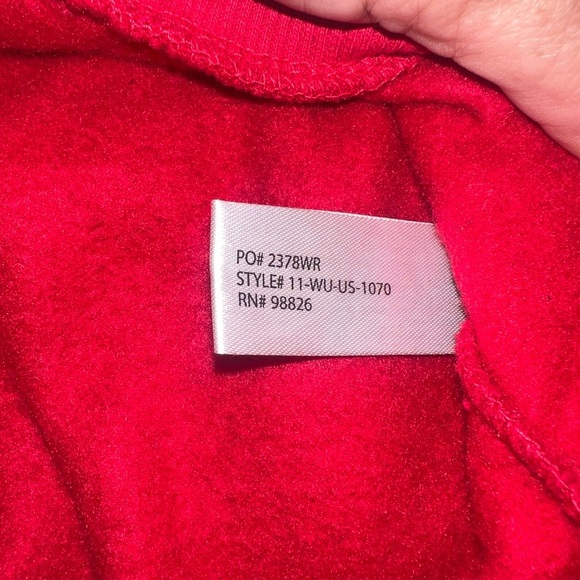 PO# 2378WR
STYLE# 11-WU-US-1070
RN# 98826